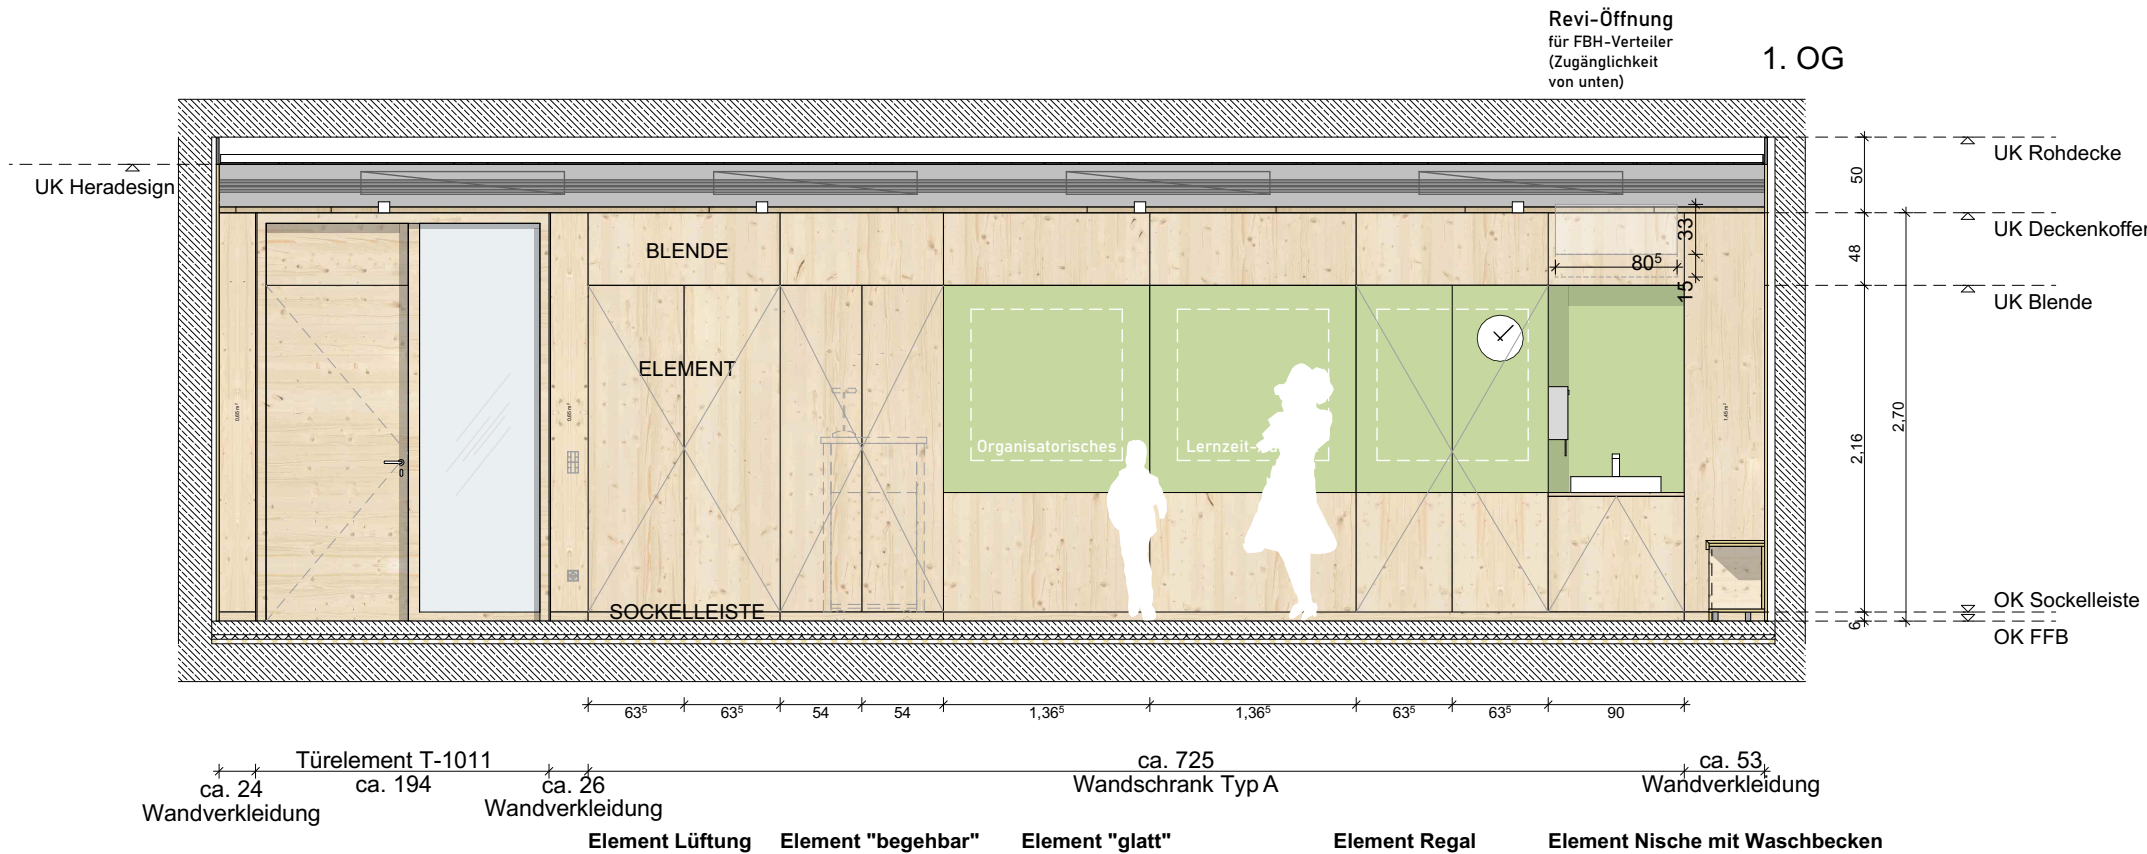 Revi-Öffnung
für FBH-Verteiler
(Zugänglichkeit
von unten)
1. OG
UK Rohdecke
UK Heradesign
50
UK Deckenkoffer
33
BLENDE
48
80⁵
15
UK Blende
ELEMENT
2,70
2,16
Organisatorisches
Lernzeit-
SOCKELLEISTE
OK Sockelleiste
6
OK FFB
63⁵ 63⁵ 54 54 1,36⁵ 1,36⁵ 63⁵ 63⁵ 90
Türelement T-1011
ca. 194
ca. 24
Wandverkleidung
ca. 26
Wandverkleidung
ca. 725
Wandschrank Typ A
ca. 53
Wandverkleidung
Element Lüftung Element "begehbar" Element "glatt" Element Regal Element Nische mit Waschbecken